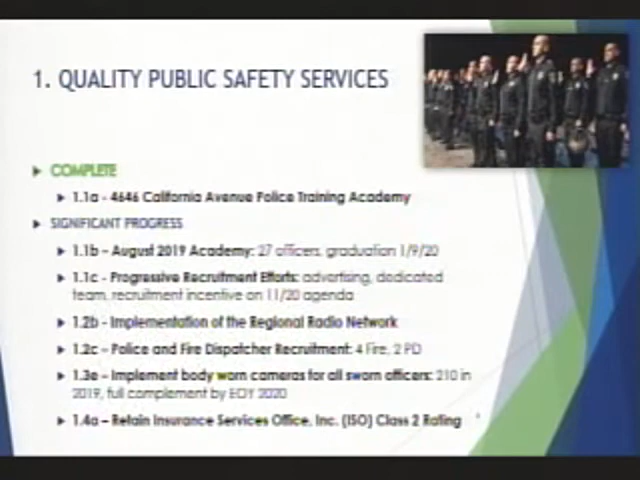 1. QUALITY PUBLIC SAFETY SERVICES
COMPLETE
1.1a - 4646 California Avenue Police Training Academy
SIGNIFICANT PROGRESS
1.1b – August 2019 Academy: 27 officers, graduation 1/9/20
1.1c - Progressive Recruitment Efforts: advertising, dedicated
team, recruitment incentive on 11/20 agenda
1.2b - Implementation of the Regional Radio Network
1.2c – Police and Fire Dispatcher Recruitment: 4 Fire, 2 PD
1.3e – Implement body worn cameras for all sworn officers: 210 in
2019, full complement by EOY 2020
1.4a – Retain Insurance Services Office, Inc. (ISO) Class 2 Rating